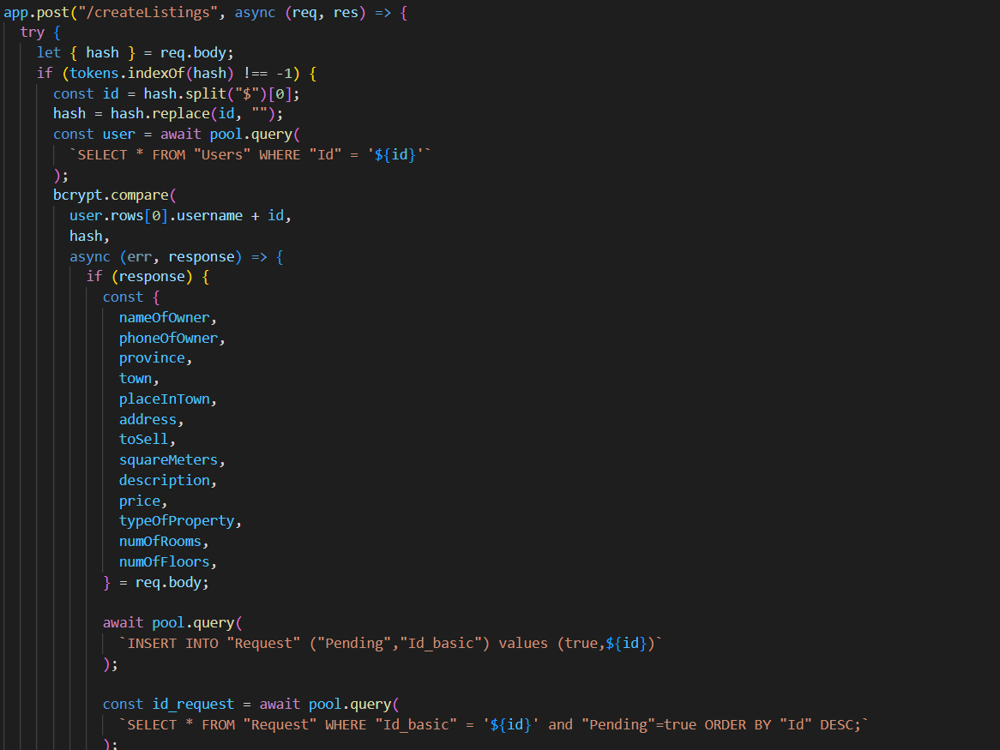 app.post("/createListings", async (req, res) => {
try {
let { hash } = req.body;
if (tokens.indexOf(hash) !== -1) {
const id = hash.split("$")[0];
hash = hash.replace(id, "");
const user = await pool.query(
`SELECT * FROM "Users" WHERE "Id" = '${id}'`
);
bcrypt.compare(
user.rows[0].username + id,
hash,
async (err, response) => {
if (response) {
const {
nameOfOwner,
phoneOfOwner,
province,
town,
placeInTown,
address,
toSell,
squareMeters,
description,
price,
typeOfProperty,
numOfRooms,
numOfFloors,
} = req.body;
await pool.query(
`INSERT INTO "Request" ("Pending","Id_basic") values (true,${id})`
);
const id_request = await pool.query(
`SELECT * FROM "Request" WHERE "Id_basic" = '${id}' and "Pending"=true ORDER BY "Id" DESC;`
);